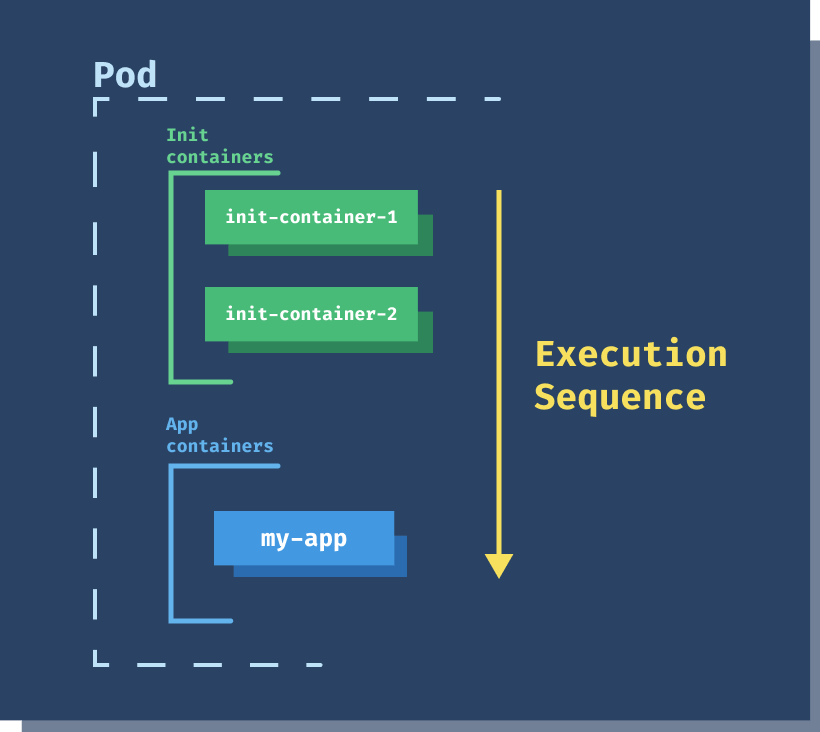 Pod
Init
containers
init-container-1
init-container-2
Execution
Sequence
App
containers
my-app